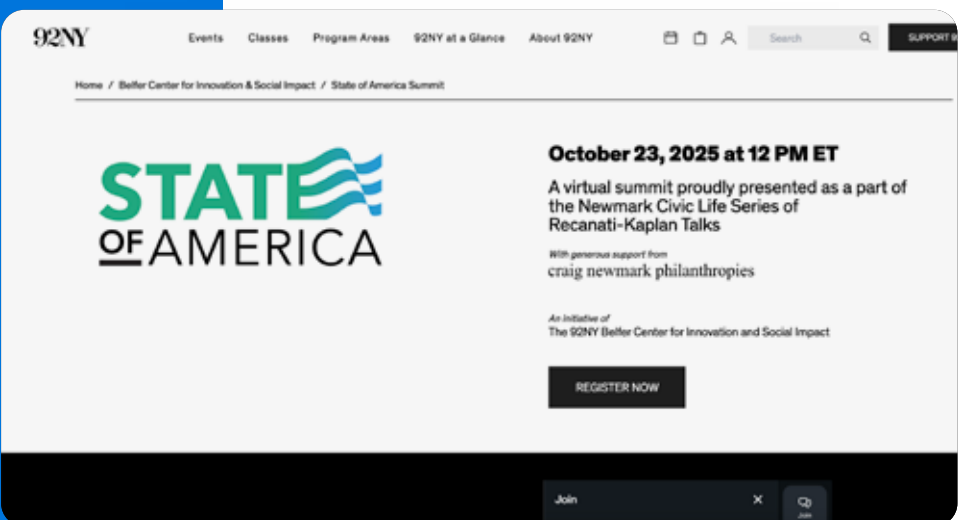 92NY
Events Classes Program Areas 92NY at a Glance About 92NY Search SUPPORT
Home / Belfer Center for Innovation & Social Impact / State of America Summit
STATE
OF AMERICA
October 23, 2025 at 12 PM ET
A virtual summit proudly presented as a part of
the Newmark Civic Life Series of
Recanati-Kaplan Talks
With generous support from
craig newmark philanthropies
An Initiative of
The 92NY Belfer Center for Innovation and Social Impact
REGISTER NOW
Join
Join